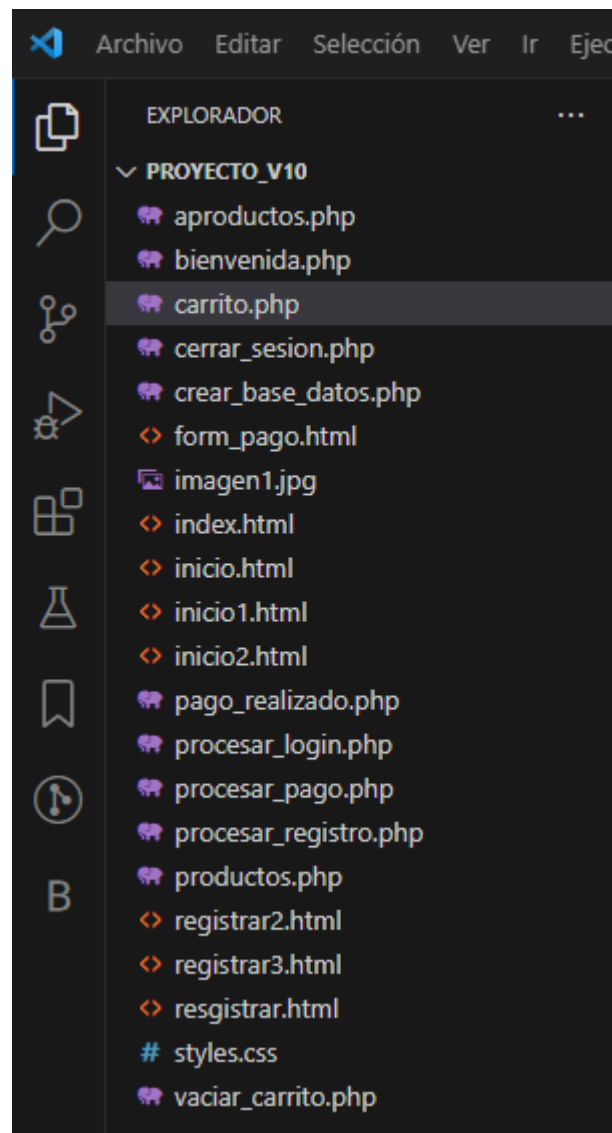 Archivo Editar Selección Ver Ir Ejec
EXPLORADOR ...
PROYECTO_V10
aproductos.php
bienvenida.php
carrito.php
cerrar_sesion.php
crear_base_datos.php
form_pago.html
imagen1.jpg
index.html
inicio.html
inicio1.html
inicio2.html
pago_realizado.php
procesar_login.php
procesar_pago.php
procesar_registro.php
productos.php
B
registrar2.html
registrar3.html
resgistrar.html
# styles.css
vaciar_carrito.php